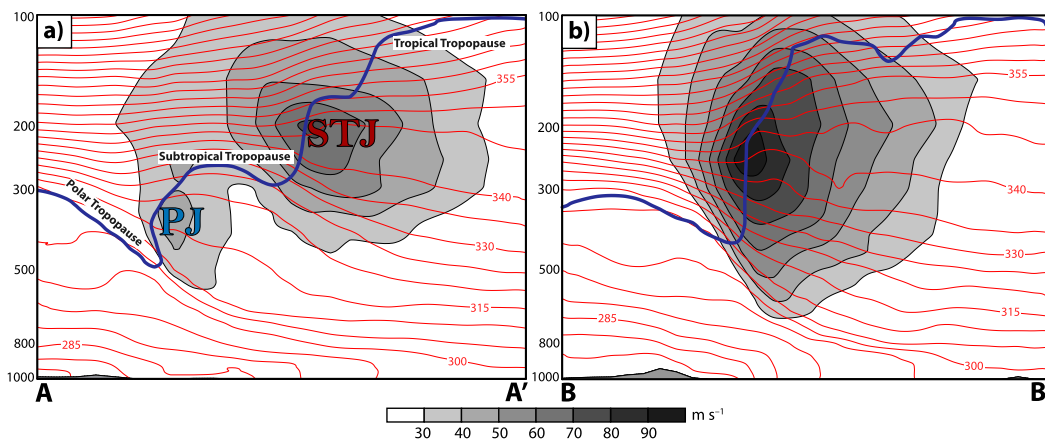 a)
100
200
300
500
800
1000
Polar Tropopause
Subtropical Tropopause
Tropical Tropopause
PJ
STJ
355
340
330
315
300
285
A
A’
b)
100
200
300
500
800
1000
355
340
330
315
300
285
B
B
30 40 50 60 70 80 90 m s–1